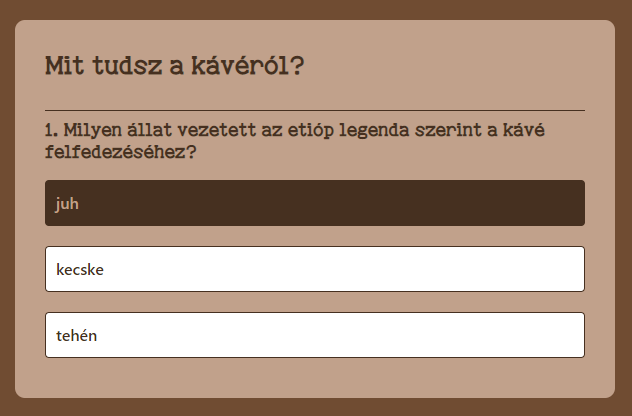 Mit tudsz a kávéról?
1. Milyen állat vezetett az etióp legenda szerint a kávé
felfedezéséhez?
juh
kecske
tehén